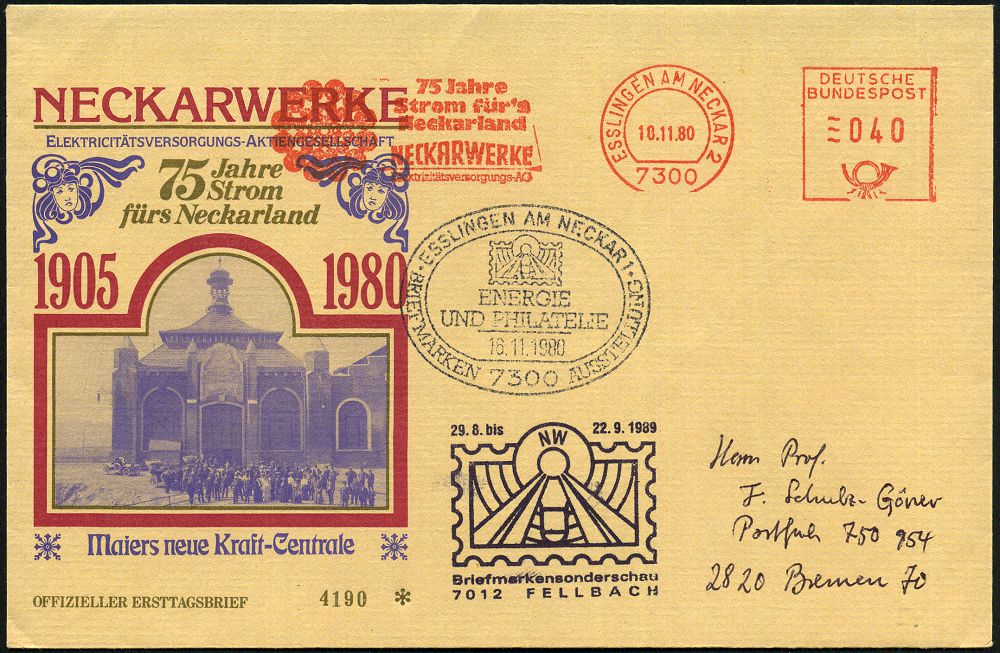 NECKARWERKE
ELEKTRICITÄTSVERSORGUNGS-AKTIENGESELLSCHAFT
75 Jahre
Strom
fürs Neckarland
1905 1980
Maiers neue Kraft-Centrale
OFFIZIELLER ERSTTAGSBRIEF 4190 *
75 Jahre
Strom für's
Neckarland
NECKARWERKE
Elektrizitätsversorgungs-AG
ESSLINGEN AM NECKAR 2
18.11.80
7300
DEUTSCHE
BUNDESPOST
040
ESSLINGEN AM NECKAR 1
ENERGIE
UND PHILATELIE
16.11.1980
BRIEFMARKEN 7300 AUSSTELLUNG
29.8. bis 22.9.1989
NW
Briefmarkensonderschau
7012 FELLBACH
Herrn Prof.
F. Schulz-Göner
Postfach 750 954
2820 Bremen 70